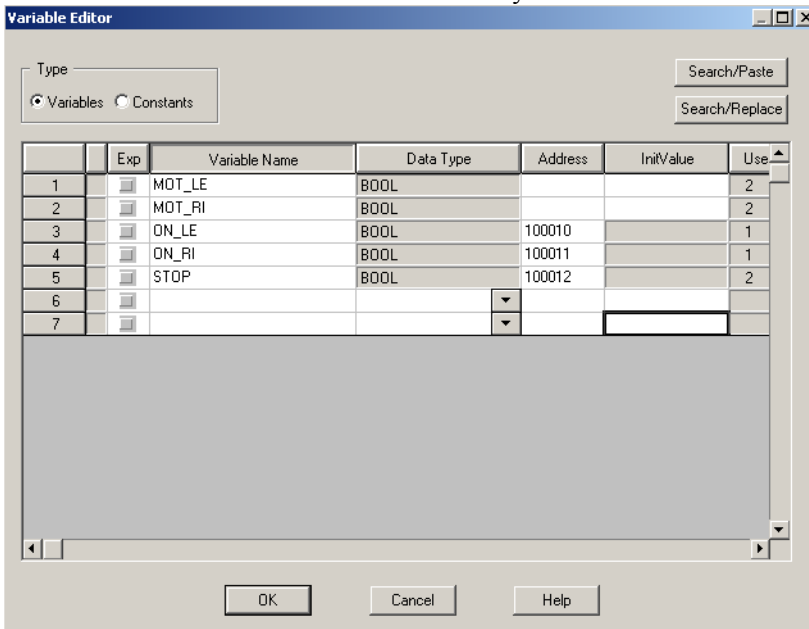 Variable Editor
Type
Variables Constants
Search/Paste
Search/Replace
Exp Variable Name Data Type Address InitValue Use
1 MOT_LE BOOL 2
2 MOT_RI BOOL 2
3 ON_LE BOOL 100010 1
4 ON_RI BOOL 100011 1
5 STOP BOOL 100012 2
6
7
OK Cancel Help